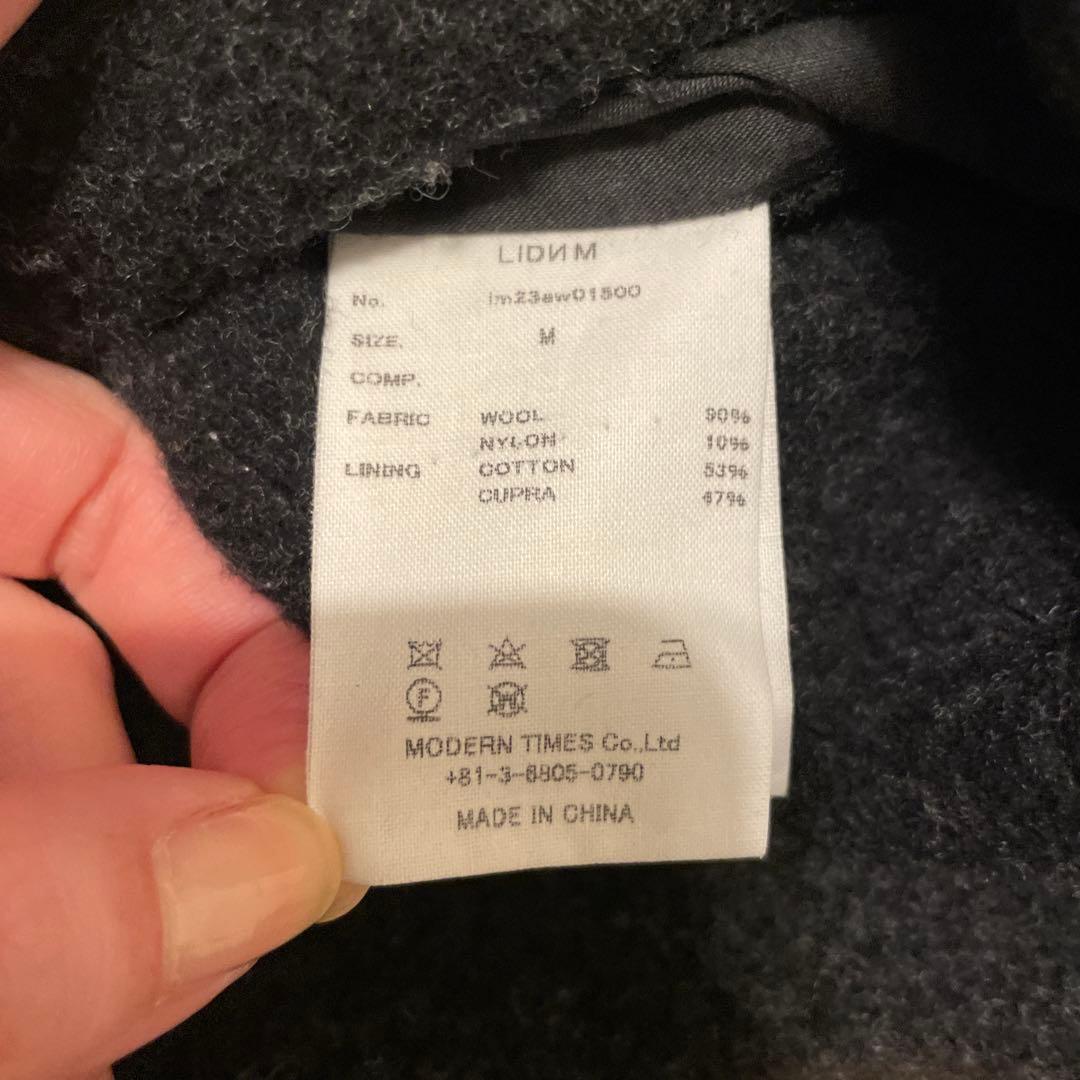 LIDИM
No. lm23aw01500
SIZE. M
COMP.
FABRIC WOOL 90%
NYLON 10%
LINING COTTON 53%
CUPRA 47%
F
W
MODERN TIMES Co.,Ltd
+81-3-6805-0790
MADE IN CHINA